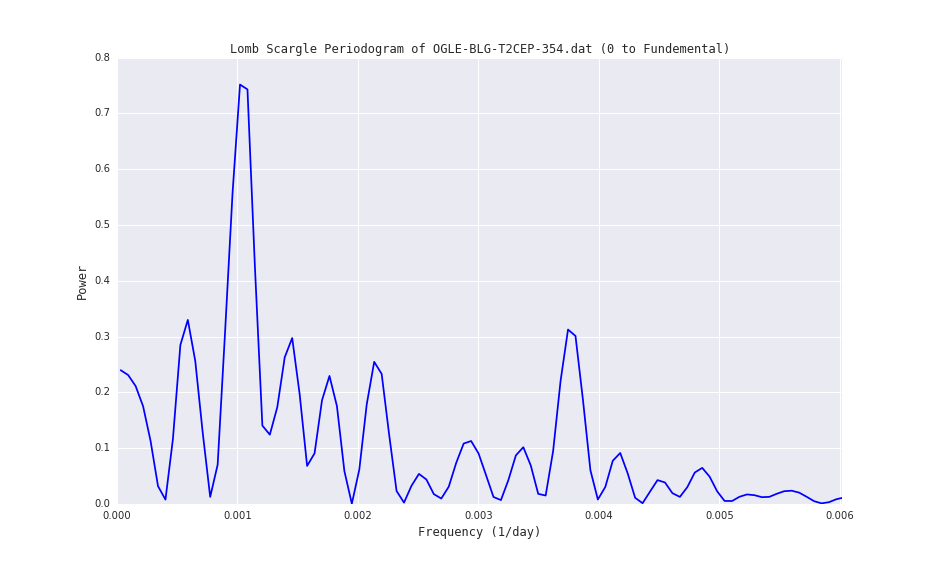 Lomb Scargle Periodogram of OGLE-BLG-T2CEP-354.dat (0 to Fundemental)
0.8
0.7
0.6
0.5
0.4
0.3
0.2
0.1
0.0
Power
0.000 0.001 0.002 0.003 0.004 0.005 0.006
Frequency (1/day)